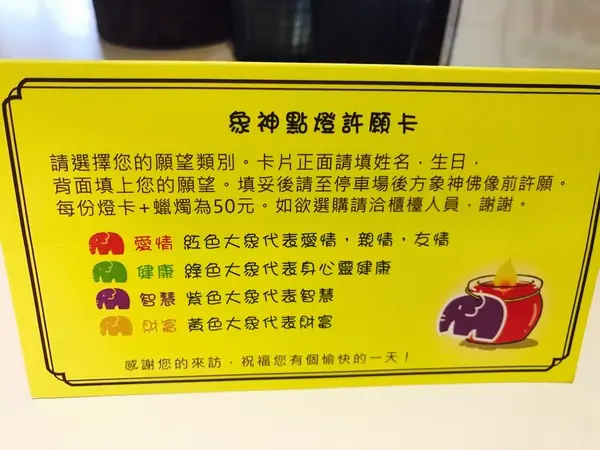 象神點燈許願卡
請選擇您的願望類別。卡片正面請填姓名,生日,
背面填上您的願望。填妥後請至停車場後方象神佛像前許願。
每份燈卡+蠟燭為50元。如欲選購請洽櫃檯人員,謝謝。
愛情 紅色大象代表愛情,親情,友情
健康 綠色大象代表身心靈健康
智慧 紫色大象代表智慧
財富 黃色大象代表財富
感謝您的來訪,祝福您有個愉快的一天!